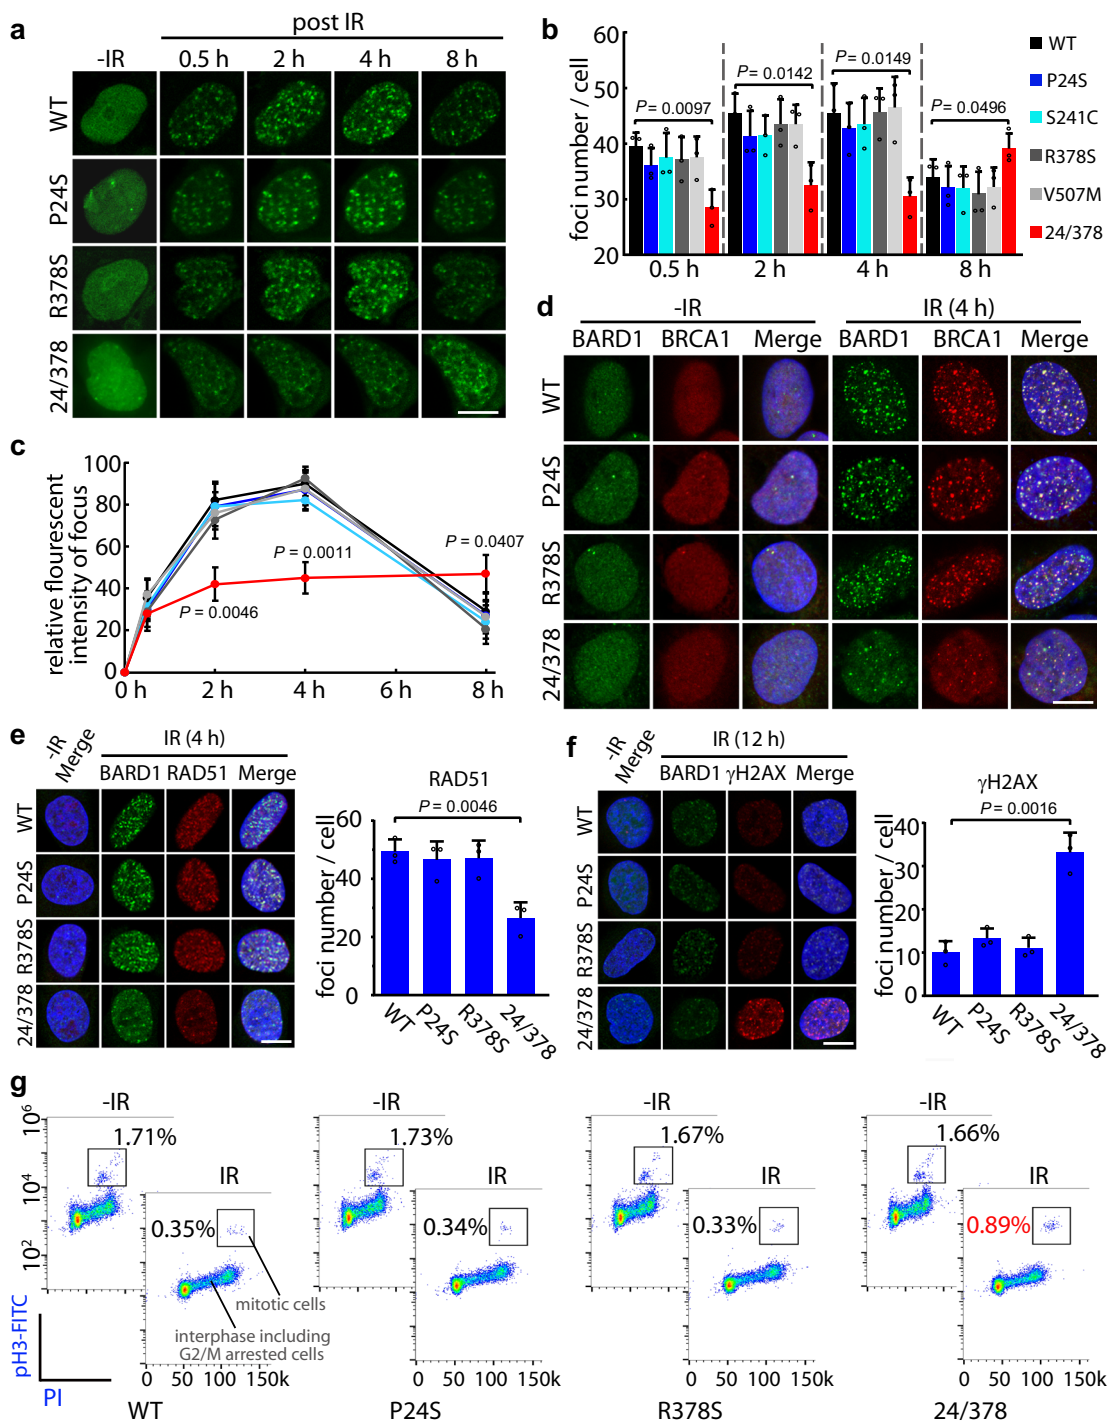 a
post IR
-IR 0.5 h 2 h 4 h 8 h
WT
P24S
R378S
24/378
b
foci number / cell
60
50
40
30
20
P = 0.0097
P = 0.0142
P = 0.0149
P = 0.0496
0.5 h 2 h 4 h 8 h
WT
P24S
S241C
R378S
V507M
24/378
c
relative flourescent
intensity of focus
100
80
60
40
20
0
P = 0.0046
P = 0.0011
P = 0.0407
0 h 2 h 4 h 6 h 8 h
d
-IR IR (4 h)
BARD1 BRCA1 Merge BARD1 BRCA1 Merge
WT
P24S
R378S
24/378
e
-IR
Merge
IR (4 h)
BARD1 RAD51 Merge
WT
P24S
R378S
24/378
RAD51
P = 0.0046
foci number / cell
60
40
20
0
WT P24S R378S 24/378
f
-IR
Merge
IR (12 h)
BARD1 γH2AX Merge
WT
P24S
R378S
24/378
γH2AX
P = 0.0016
foci number / cell
40
30
20
10
0
WT P24S R378S 24/378
g
-IR -IR -IR -IR
10⁶
10⁴
10²
1.71% 1.73% 1.67% 1.66%
IR IR IR IR
0.35% 0.34% 0.33% 0.89%
mitotic cells
interphase including
G2/M arrested cells
pH3-FITC
PI
0 50 100 150k 0 50 100 150k 0 50 100 150k 0 50 100 150k
WT P24S R378S 24/378